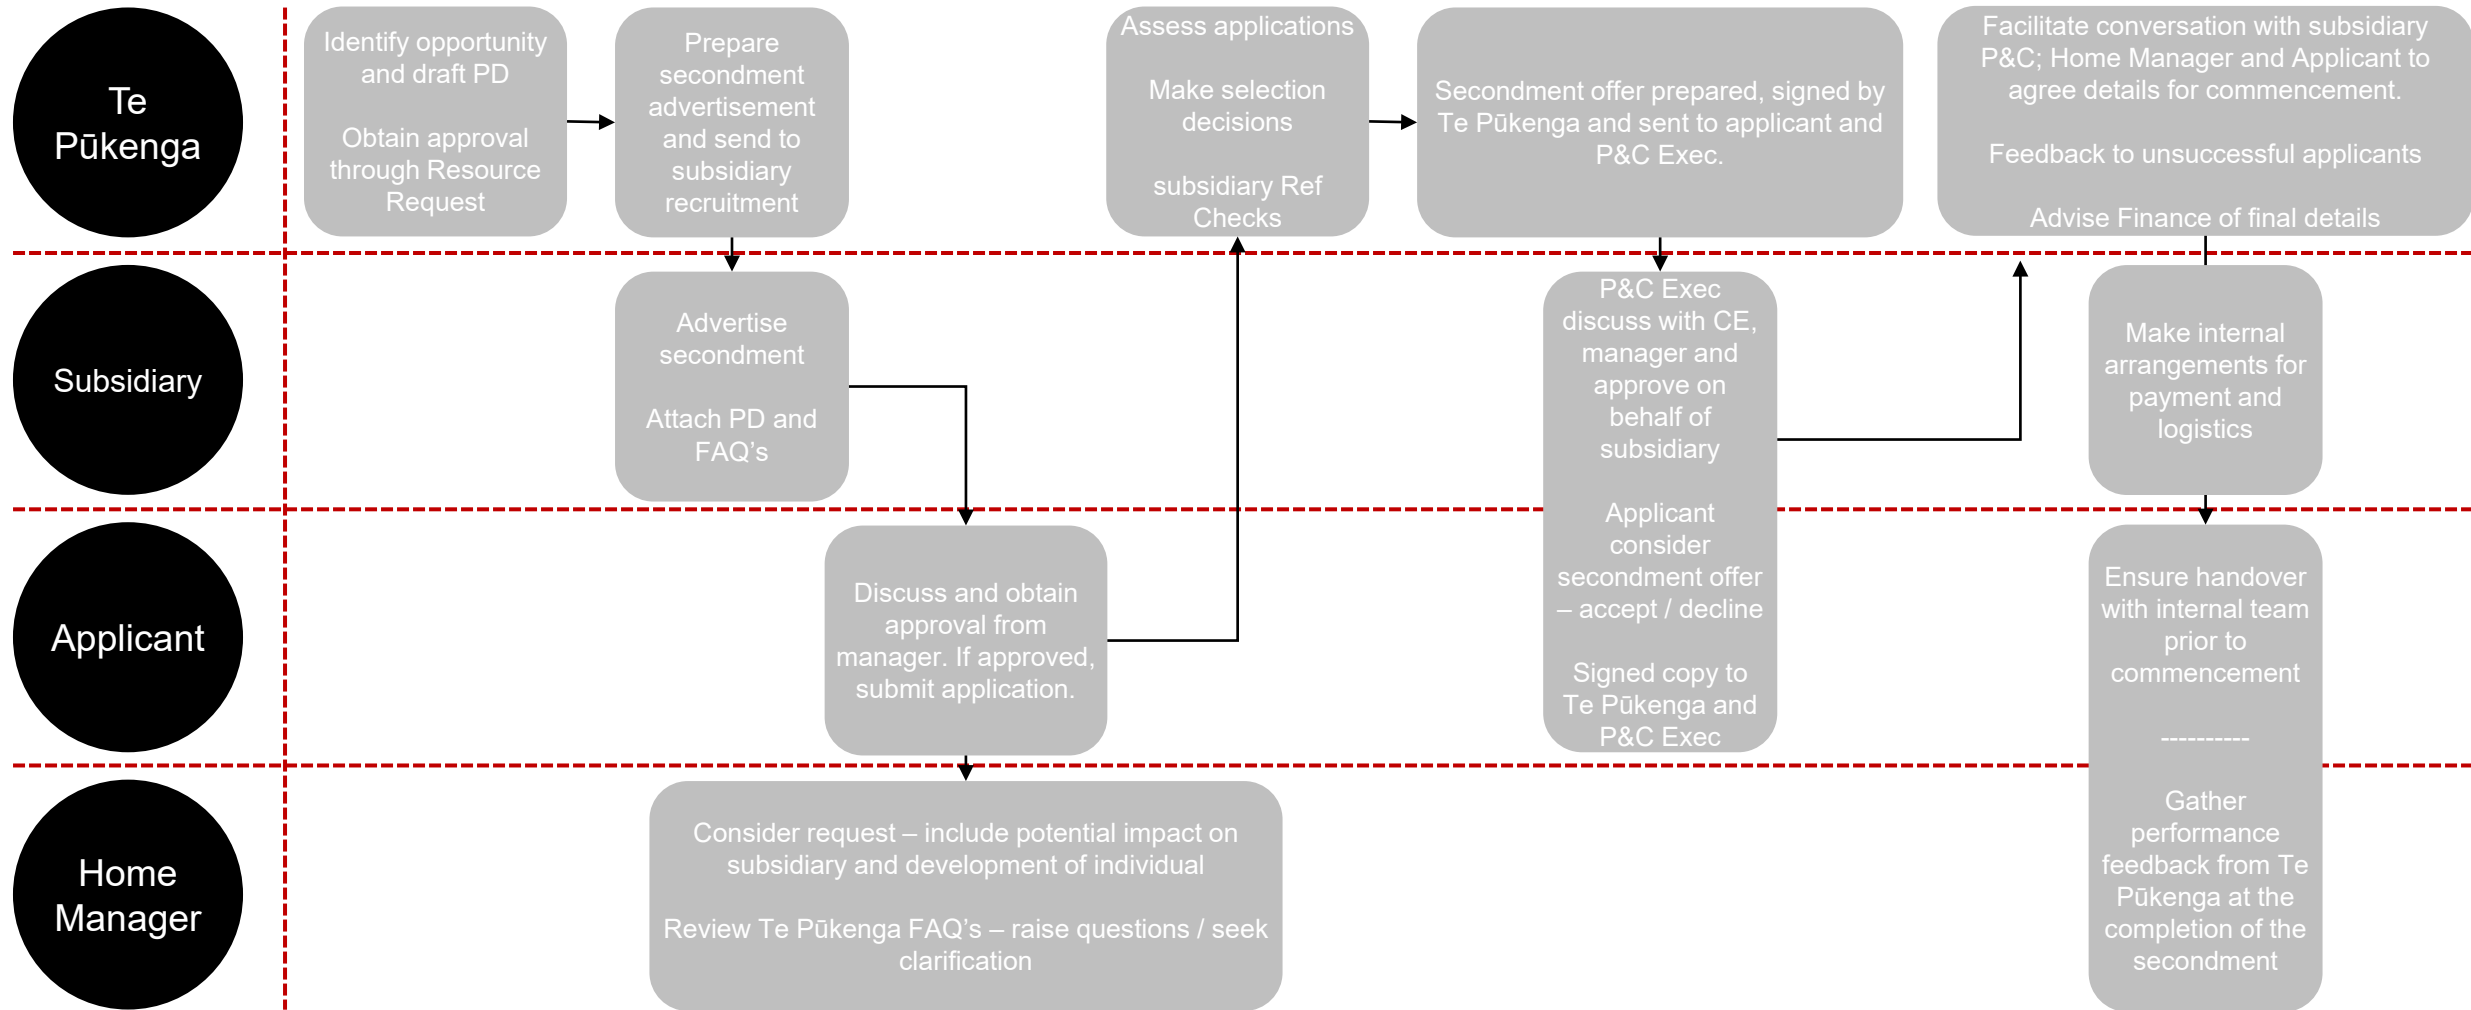 Te
Pūkenga
Identify opportunity
and draft PD
Obtain approval
through Resource
Request
Prepare
secondment
advertisement
and send to
subsidiary
recruitment
Assess applications
Make selection
decisions
subsidiary Ref
Checks
Secondment offer prepared, signed by
Te Pūkenga and sent to applicant and
P&C Exec.
Facilitate conversation with subsidiary
P&C; Home Manager and Applicant to
agree details for commencement.
Feedback to unsuccessful applicants
Advise Finance of final details
Subsidiary
Advertise
secondment
Attach PD and
FAQ’s
P&C Exec
discuss with CE,
manager and
approve on
behalf of
subsidiary
Applicant
consider
secondment offer
– accept / decline
Signed copy to
Te Pūkenga and
P&C Exec
Make internal
arrangements for
payment and
logistics
Applicant
Discuss and obtain
approval from
manager. If approved,
submit application.
Ensure handover
with internal team
prior to
commencement
----------
Gather
performance
feedback from Te
Pūkenga at the
completion of the
secondment
Home
Manager
Consider request – include potential impact on
subsidiary and development of individual
Review Te Pūkenga FAQ’s – raise questions / seek
clarification